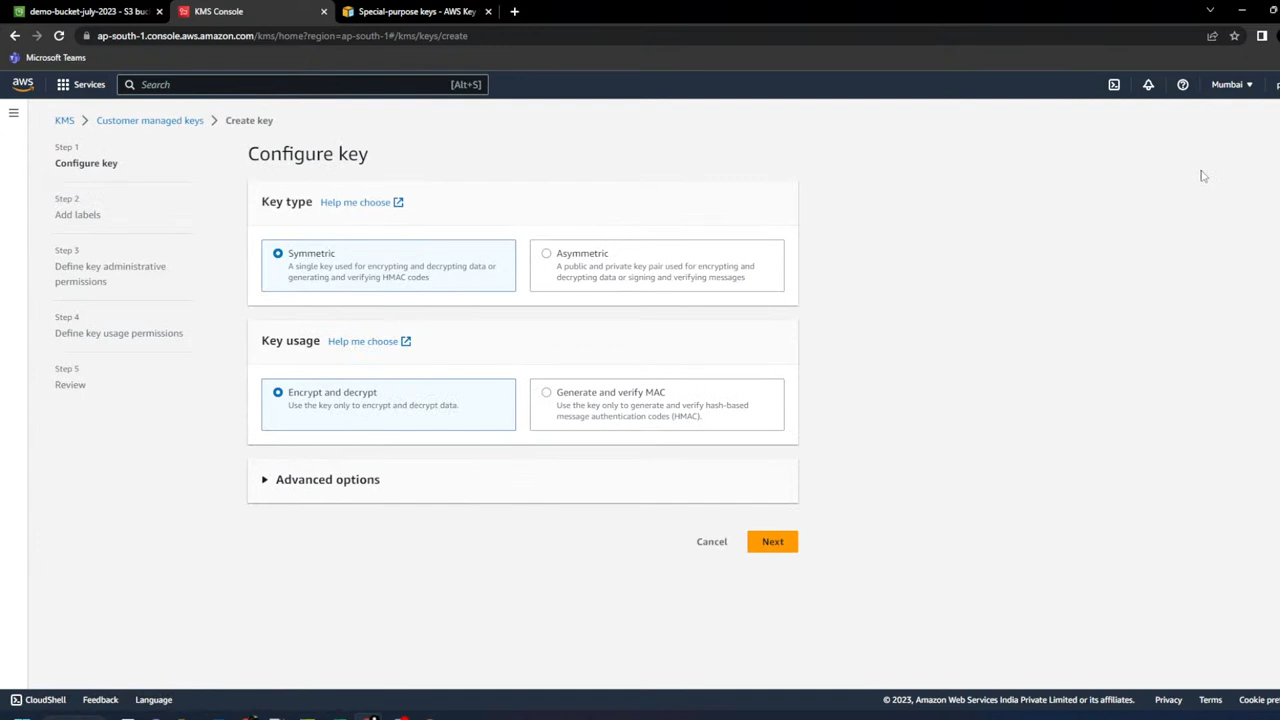 demo-bucket-july-2023 - S3 buc
KMS Console
Special-purpose keys - AWS Key
ap-south-1.console.aws.amazon.com/kms/home?region=ap-south-1#/kms/keys/create
Microsoft Teams
aws
Services
Search
[Alt+S]
Mumbai
KMS
Customer managed keys
Create key
Step 1
Configure key
Step 2
Add labels
Step 3
Define key administrative
permissions
Step 4
Define key usage permissions
Step 5
Review
Configure key
Key type Help me choose
Symmetric
A single key used for encrypting and decrypting data or
generating and verifying HMAC codes
Asymmetric
A public and private key pair used for encrypting and
decrypting data or signing and verifying messages
Key usage Help me choose
Encrypt and decrypt
Use the key only to encrypt and decrypt data.
Generate and verify MAC
Use the key only to generate and verify hash-based
message authentication codes (HMAC).
Advanced options
Cancel
Next
CloudShell
Feedback
Language
© 2023, Amazon Web Services India Private Limited or its affiliates.
Privacy
Terms
Cookie pre